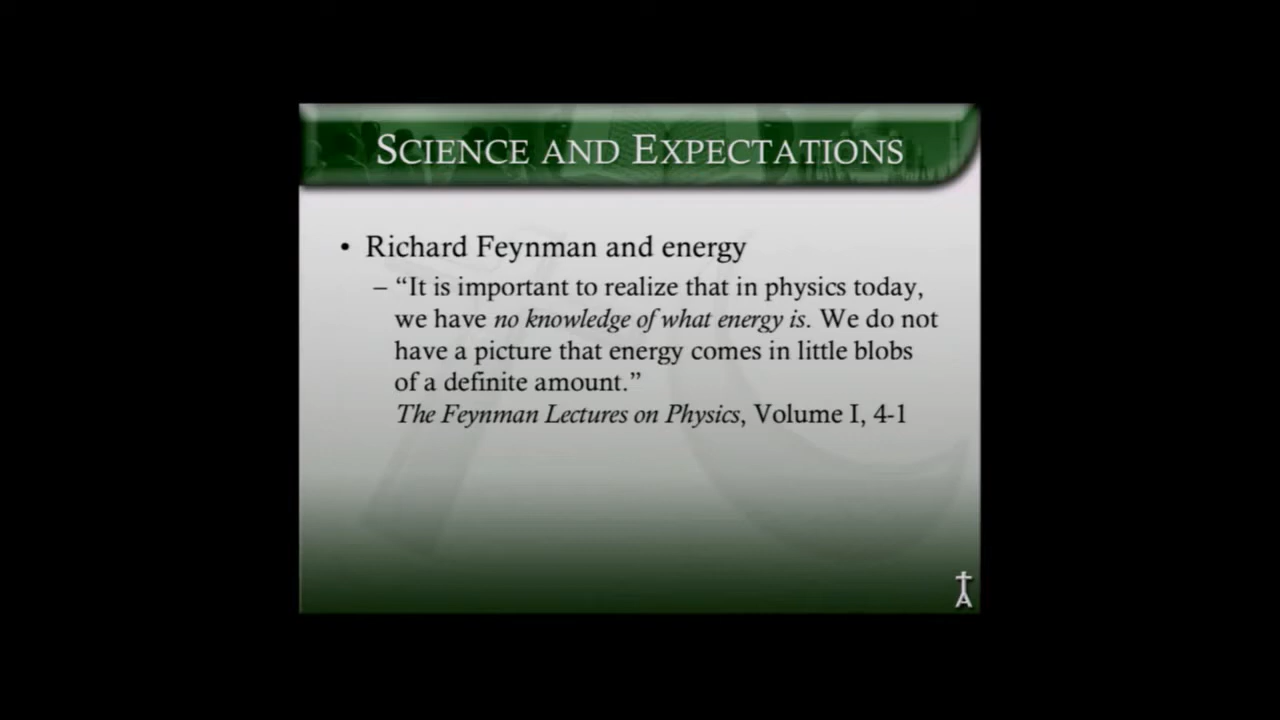 SCIENCE AND EXPECTATIONS
• Richard Feynman and energy
– “It is important to realize that in physics today,
we have no knowledge of what energy is. We do not
have a picture that energy comes in little blobs
of a definite amount.”
The Feynman Lectures on Physics, Volume I, 4-1